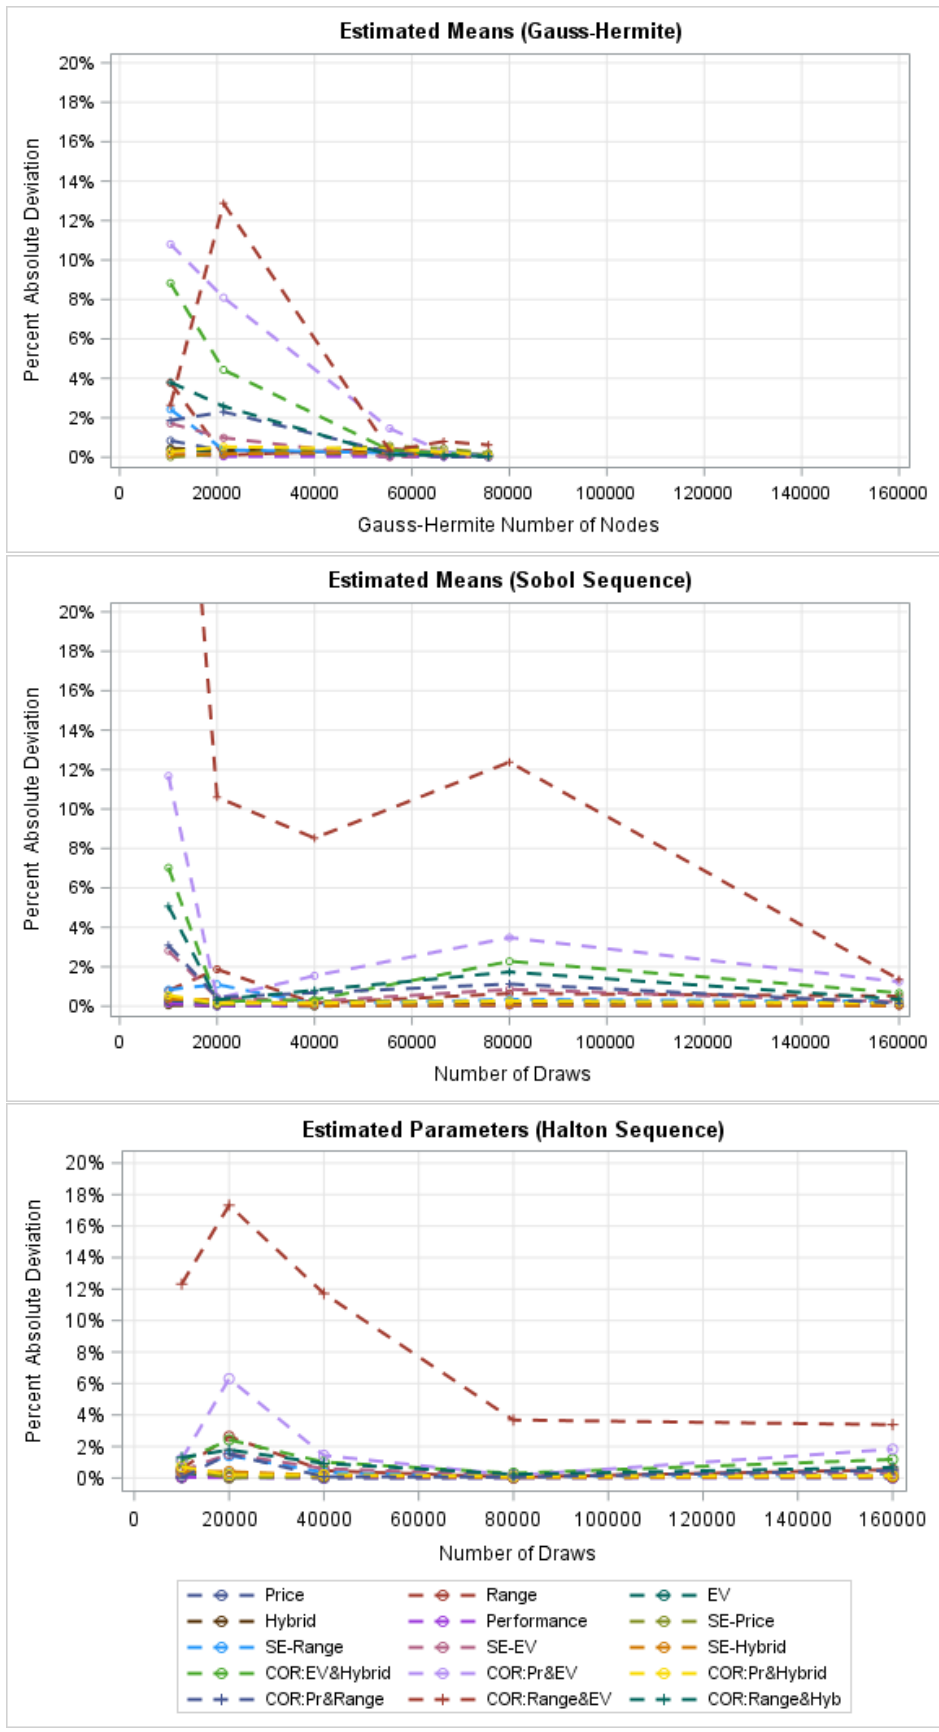 Estimated Means (Gauss-Hermite)
Percent Absolute Deviation
20%
18%
16%
14%
12%
10%
8%
6%
4%
2%
0%
0 20000 40000 60000 80000 100000 120000 140000 160000
Gauss-Hermite Number of Nodes
Estimated Means (Sobol Sequence)
Percent Absolute Deviation
20%
18%
16%
14%
12%
10%
8%
6%
4%
2%
0%
0 20000 40000 60000 80000 100000 120000 140000 160000
Number of Draws
Estimated Parameters (Halton Sequence)
Percent Absolute Deviation
20%
18%
16%
14%
12%
10%
8%
6%
4%
2%
0%
0 20000 40000 60000 80000 100000 120000 140000 160000
Number of Draws
Price Range EV
Hybrid Performance SE-Price
SE-Range SE-EV SE-Hybrid
COR:EV&Hybrid COR:Pr&EV COR:Pr&Hybrid
COR:Pr&Range COR:Range&EV COR:Range&Hyb